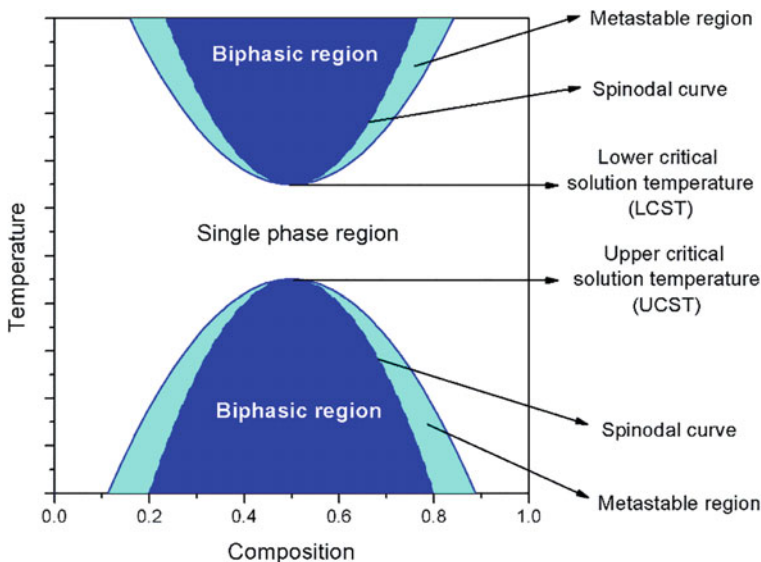 Metastable region
Biphasic region
Spinodal curve
Lower critical
solution temperature
(LCST)
Single phase region
Upper critical
solution temperature
(UCST)
Temperature
Biphasic region
Spinodal curve
Metastable region
0.0 0.2 0.4 0.6 0.8 1.0
Composition